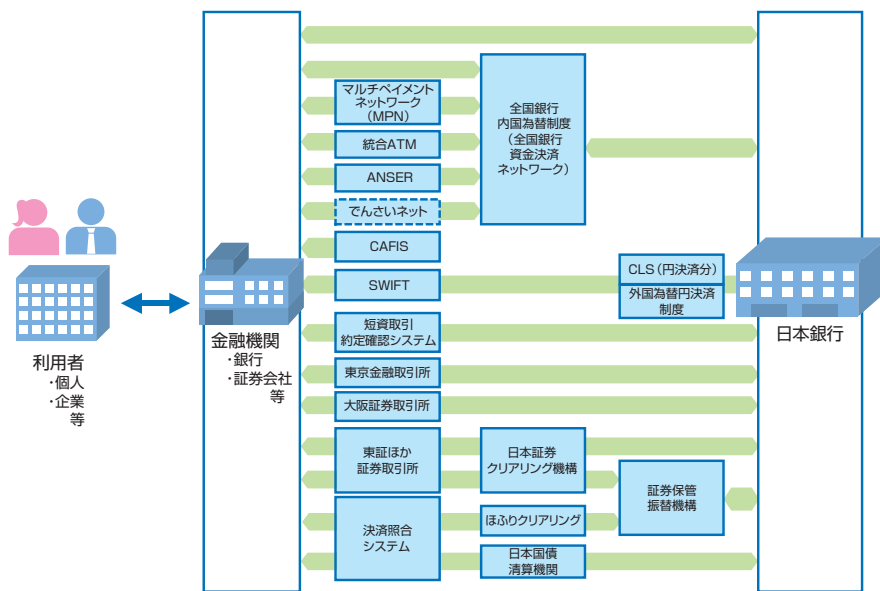 利用者
・個人
・企業
等
金融機関
・銀行
・証券会社
等
マルチペイメント
ネットワーク
（MPN）
統合ATM
ANSER
でんさいネット
CAFIS
SWIFT
短資取引
約定確認システム
東京金融取引所
大阪証券取引所
東証ほか
証券取引所
決済照合
システム
全国銀行
内国為替制度
（全国銀行
資金決済
ネットワーク）
日本証券
クリアリング機構
ほふりクリアリング
日本国債
清算機関
CLS（円決済分）
外国為替円決済
制度
証券保管
振替機構
日本銀行